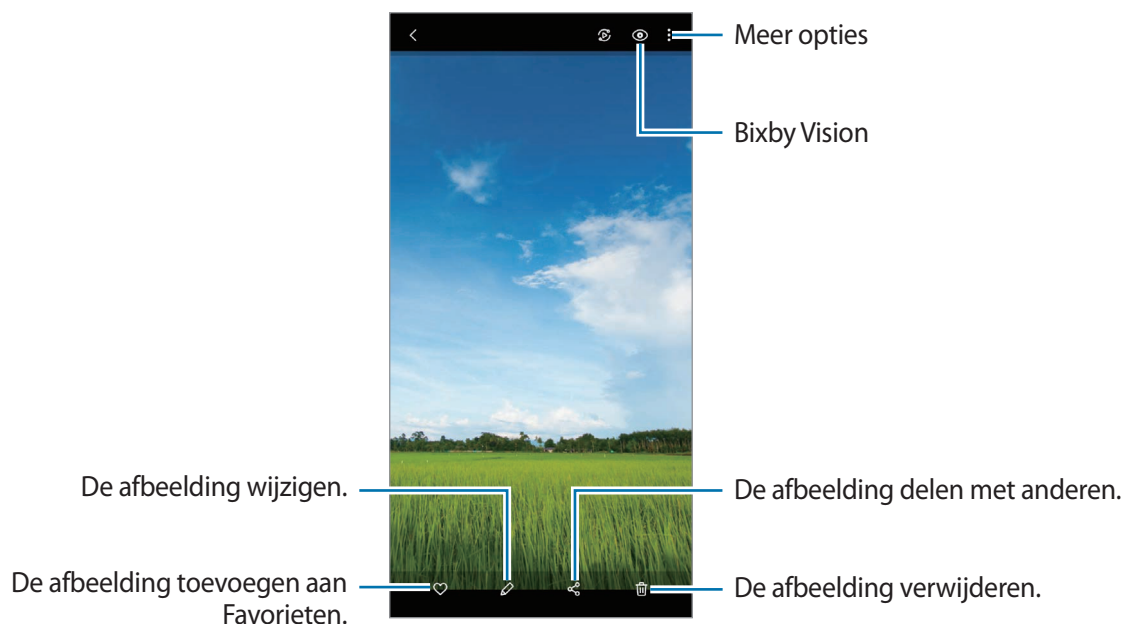 Meer opties
Bixby Vision
De afbeelding wijzigen.
De afbeelding delen met anderen.
De afbeelding toevoegen aan
Favorieten.
De afbeelding verwijderen.